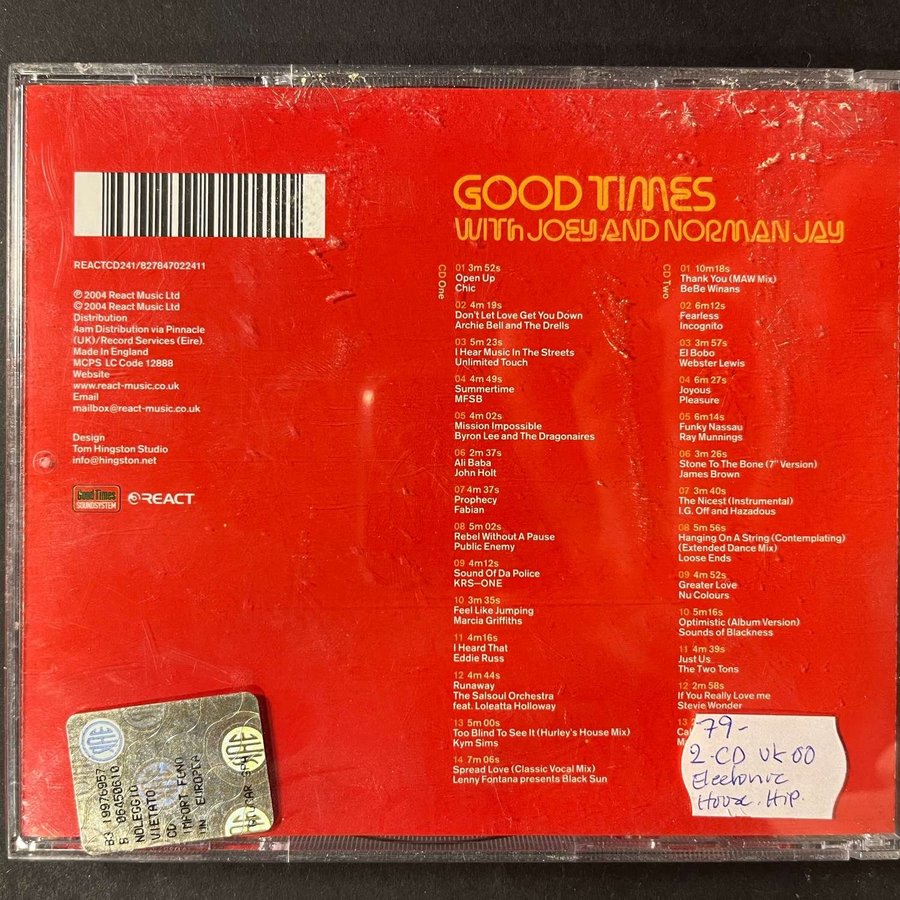 GOOD TIMES
WITH JOEY AND NORMAN JAY
REACTCD241/827847022411
℗ 2004 React Music Ltd
© 2004 React Music Ltd
Distribution
4am Distribution via Pinnacle
(UK)/Record Services (Eire).
Made In England
MCPS LC Code 12888
Website
www.react-music.co.uk
Email
mailbox@react-music.co.uk
Design
Tom Hingston Studio
info@hingston.net
Good Times
SOUNDSYSTEM
REACT
CD One
01 3m 52s
Open Up
Chic
02 4m 19s
Don't Let Love Get You Down
Archie Bell and The Drells
03 5m 23s
I Hear Music In The Streets
Unlimited Touch
04 4m 49s
Summertime
MFSB
05 4m 02s
Mission Impossible
Byron Lee and The Dragonaires
06 2m 37s
Ali Baba
John Holt
07 4m 37s
Prophecy
Fabian
08 5m 02s
Rebel Without A Pause
Public Enemy
09 4m12s
Sound Of Da Police
KRS–ONE
10 3m 35s
Feel Like Jumping
Marcia Griffiths
11 4m16s
I Heard That
Eddie Russ
12 4m 44s
Runaway
The Salsoul Orchestra
feat. Loleatta Holloway
13 5m 00s
Too Blind To See It (Hurley's House Mix)
Kym Sims
14 7m 06s
Spread Love (Classic Vocal Mix)
Lenny Fontana presents Black Sun
CD Two
01 10m18s
Thank You (MAW Mix)
BeBe Winans
02 6m12s
Fearless
Incognito
03 3m 57s
El Bobo
Webster Lewis
04 6m 27s
Joyous
Pleasure
05 6m14s
Funky Nassau
Ray Munnings
06 3m 26s
Stone To The Bone (7" Version)
James Brown
07 3m 40s
The Nicest (Instrumental)
I.G. Off and Hazadous
08 5m 56s
Hanging On A String (Contemplating)
(Extended Dance Mix)
Loose Ends
09 4m 52s
Greater Love
Nu Colours
10 5m16s
Optimistic (Album Version)
Sounds of Blackness
11 4m 39s
Just Us
The Two Tons
12 2m 58s
If You Really Love me
Stevie Wonder
13
79-
2-CD UK 00
Electronic
House. Hip.
B3 19976957
B 06450610
NOLEGGIO
VIETATO
CD
IMPORT FONO
UN EUROPEA